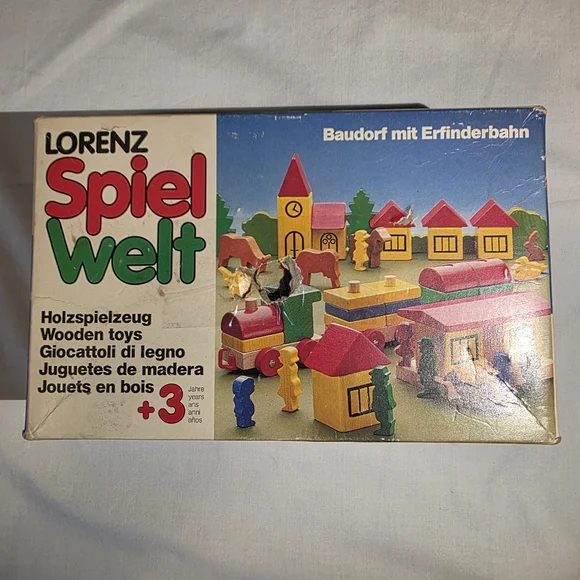 LORENZ
Spiel
Welt
Baudorf mit Erfinderbahn
Holzspielzeug
Wooden toys
Giocattoli di legno
Juguetes de madera
Jouets en bois
+3
Jahre
years
ans
anni
años